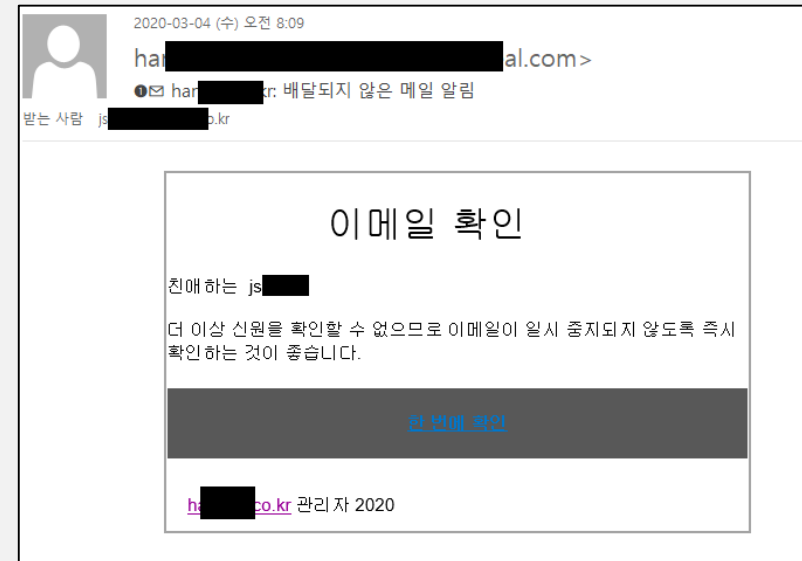 2020-03-04 (수) 오전 8:09
har al.com>
har kr: 배달되지 않은 메일 알림
받는 사람 js o.kr
이메일 확인
친애하는 js
더 이상 신원을 확인할 수 없으므로 이메일이 일시 중지되지 않도록 즉시
확인하는 것이 좋습니다.
한 번에 확인
ha co.kr 관리자 2020